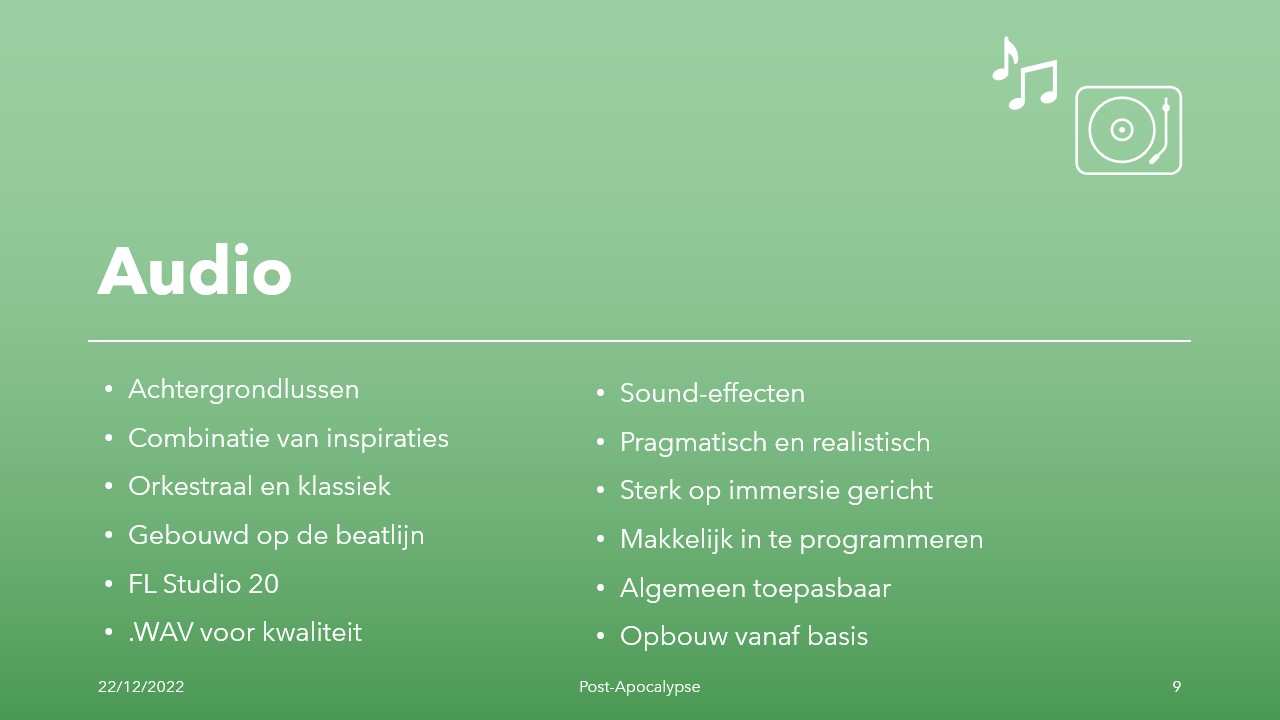 Audio
• Achtergrondlussen
• Combinatie van inspiraties
• Orkestraal en klassiek
• Gebouwd op de beatlijn
• FL Studio 20
• .WAV voor kwaliteit
• Sound-effecten
• Pragmatisch en realistisch
• Sterk op immersie gericht
• Makkelijk in te programmeren
• Algemeen toepasbaar
• Opbouw vanaf basis
22/12/2022
Post-Apocalypse
9